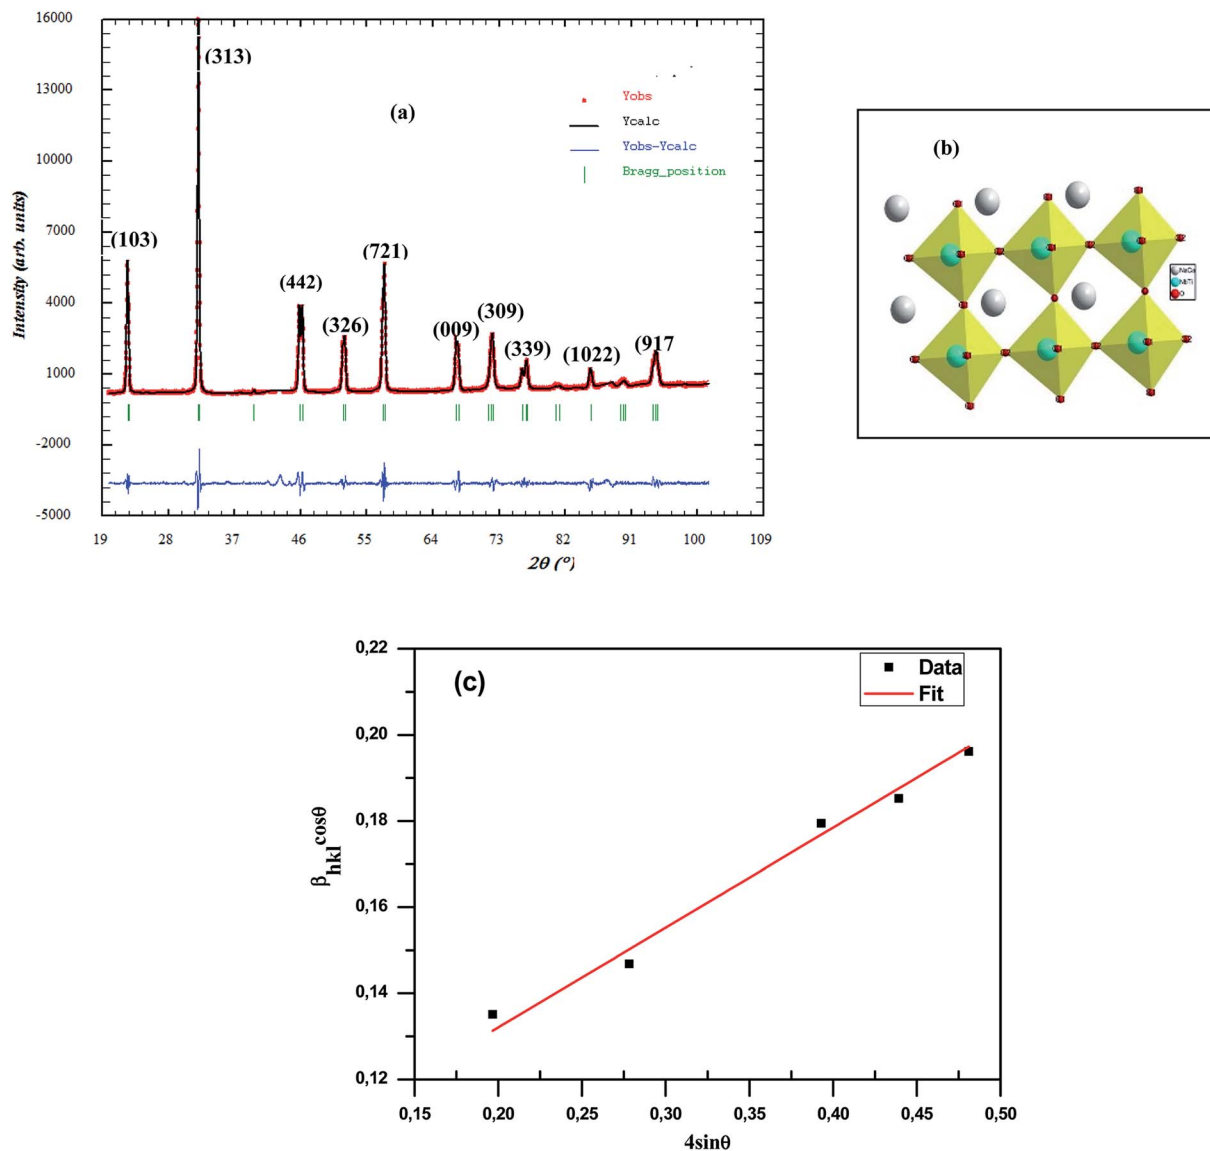 16000
13000
10000
7000
4000
1000
-2000
-5000
Intensity (arb. units)
(103)
(313)
(442)
(326)
(721)
(009)
(309)
(339)
(1022)
(917
(a)
Yobs
Ycalc
Yobs-Ycalc
Bragg_position
19 28 37 46 55 64 73 82 91 100 109
2θ (°)
(b)
NaCa
NbTi
O
(c)
Data
Fit
0,22
0,20
0,18
0,16
0,14
0,12
βhklcosθ
0,15 0,20 0,25 0,30 0,35 0,40 0,45 0,50
4sinθ